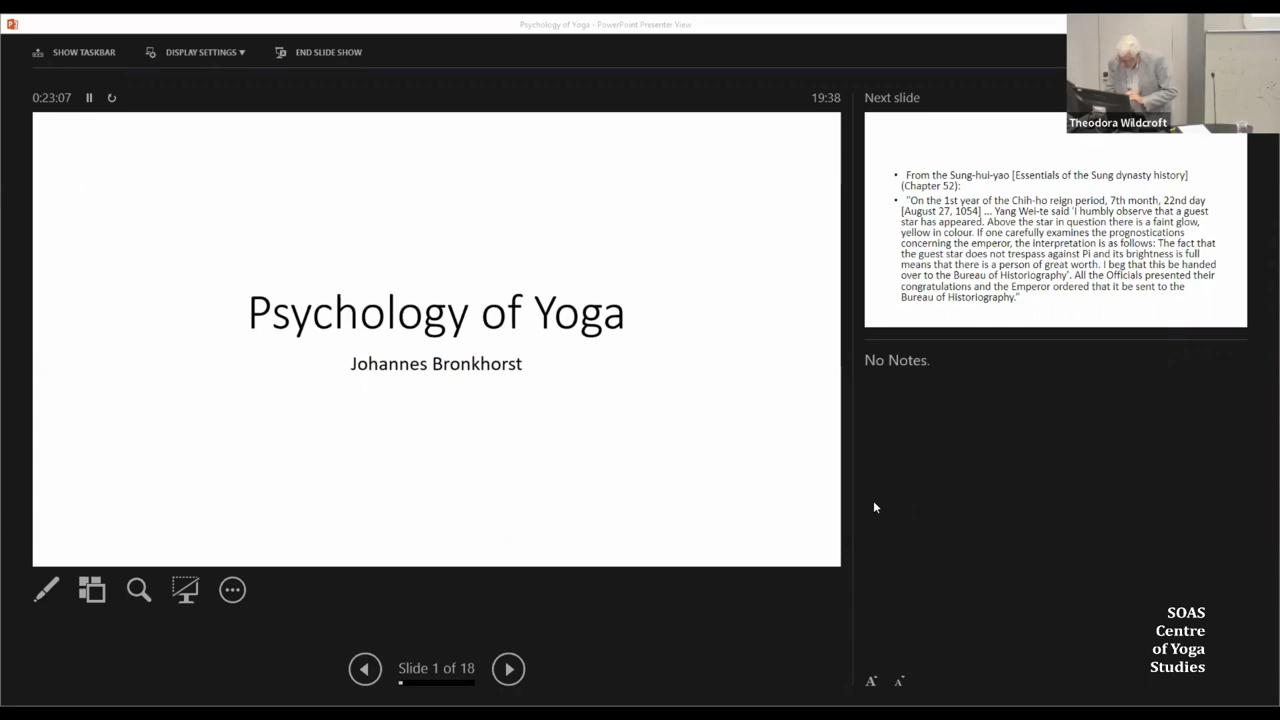 Psychology of Yoga - PowerPoint Presenter View
SHOW TASKBAR
DISPLAY SETTINGS
END SLIDE SHOW
0:23:07
19:38
Next slide
Theodora Wildcroft
Psychology of Yoga
Johannes Bronkhorst
• From the Sung-hui-yao [Essentials of the Sung dynasty history]
(Chapter 52):
• "On the 1st year of the Chih-ho reign period, 7th month, 22nd day
[August 27, 1054] ... Yang Wei-te said 'I humbly observe that a guest
star has appeared. Above the star in question there is a faint glow,
yellow in colour. If one carefully examines the prognostications
concerning the emperor, the interpretation is as follows: The fact that
the guest star does not trespass against Pi and its brightness is full
means that there is a person of great worth. I beg that this be handed
over to the Bureau of Historiography'. All the Officials presented their
congratulations and the Emperor ordered that it be sent to the
Bureau of Historiography."
No Notes.
Slide 1 of 18
A A
SOAS
Centre
of Yoga
Studies